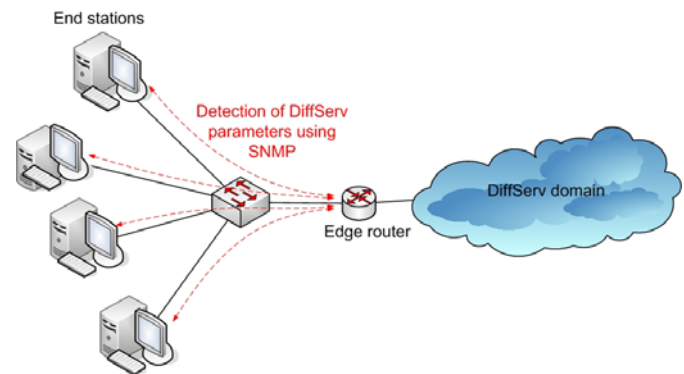 End stations
Detection of DiffServ
parameters using
SNMP
DiffServ domain
Edge router